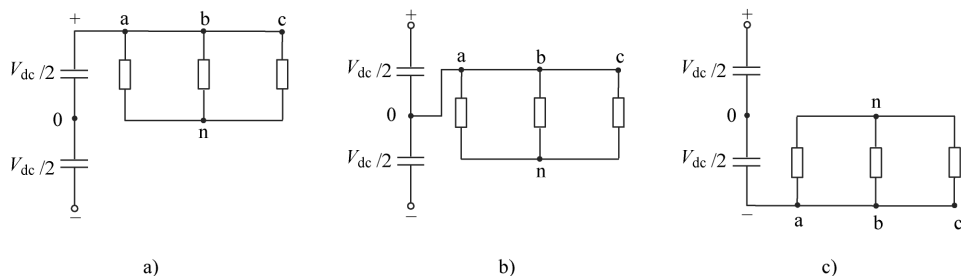 + a b c
V_dc/2
0
n
V_dc/2
−
a)
+
V_dc/2
a b c
0
V_dc/2
n
−
b)
+
V_dc/2
n
0
V_dc/2
−
a b c
c)